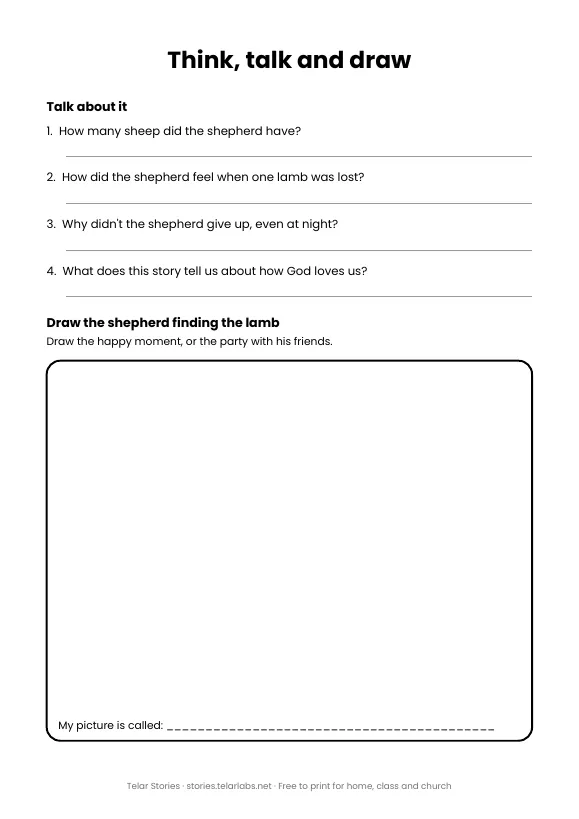 Think, talk and draw
Talk about it
1. How many sheep did the shepherd have?
2. How did the shepherd feel when one lamb was lost?
3. Why didn't the shepherd give up, even at night?
4. What does this story tell us about how God loves us?
Draw the shepherd finding the lamb
Draw the happy moment, or the party with his friends.
My picture is called: _________________________________________
Telar Stories · stories.telarlabs.net · Free to print for home, class and church